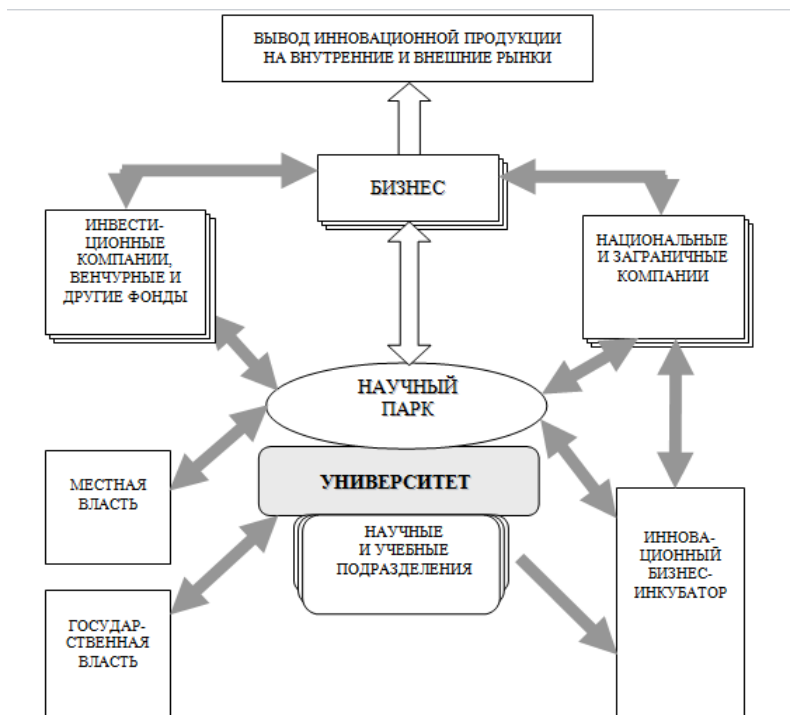 ВЫВОД ИННОВАЦИОННОЙ ПРОДУКЦИИ
НА ВНУТРЕННИЕ И ВНЕШНИЕ РЫНКИ
БИЗНЕС
ИНВЕСТИ-
ЦИОННЫЕ
КОМПАНИИ,
ВЕНЧУРНЫЕ И
ДРУГИЕ ФОНДЫ
НАЦИОНАЛЬНЫЕ
И ЗАГРАНИЧНЫЕ
КОМПАНИИ
НАУЧНЫЙ
ПАРК
МЕСТНАЯ
ВЛАСТЬ
УНИВЕРСИТЕТ
НАУЧНЫЕ
И УЧЕБНЫЕ
ПОДРАЗДЕЛЕНИЯ
ИННОВА-
ЦИОННЫЙ
БИЗНЕС-
ИНКУБАТОР
ГОСУДАР-
СТВЕННАЯ
ВЛАСТЬ